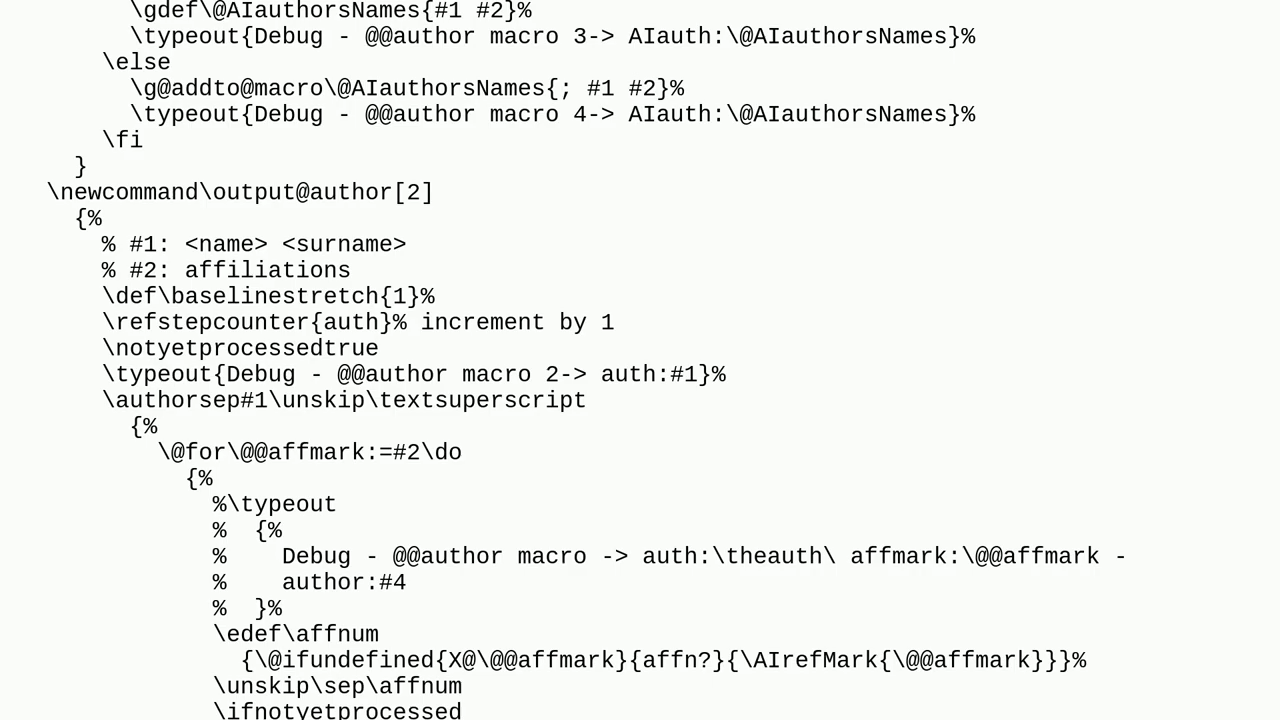 \gdef\@AIauthorsNames{#1 #2}%
\typeout{Debug - @@author macro 3-> AIauth:\@AIauthorsNames}%
\else
\g@addto@macro\@AIauthorsNames{; #1 #2}%
\typeout{Debug - @@author macro 4-> AIauth:\@AIauthorsNames}%
\fi
}
\newcommand\output@author[2]
{%
% #1: <name> <surname>
% #2: affiliations
\def\baselinestretch{1}%
\refstepcounter{auth}% increment by 1
\notyetprocessedtrue
\typeout{Debug - @@author macro 2-> auth:#1}%
\authorsep#1\unskip\textsuperscript
{%
\@for\@@affmark:=#2\do
{%
%\typeout
%  {%
%    Debug - @@author macro -> auth:\theauth\ affmark:\@@affmark -
%    author:#4
%  }%
\edef\affnum
{\@ifundefined{X@\@@affmark}{affn?}{\AIrefMark{\@@affmark}}}%
\unskip\sep\affnum
\ifnotyetprocessed